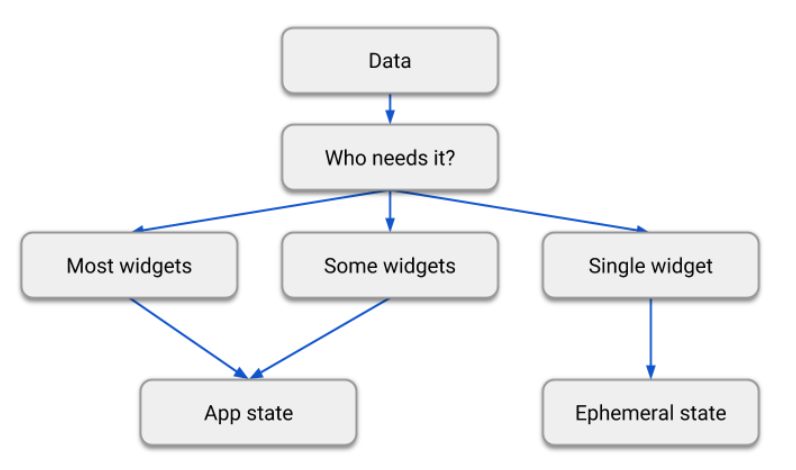 Data
Who needs it?
Most widgets
Some widgets
Single widget
App state
Ephemeral state